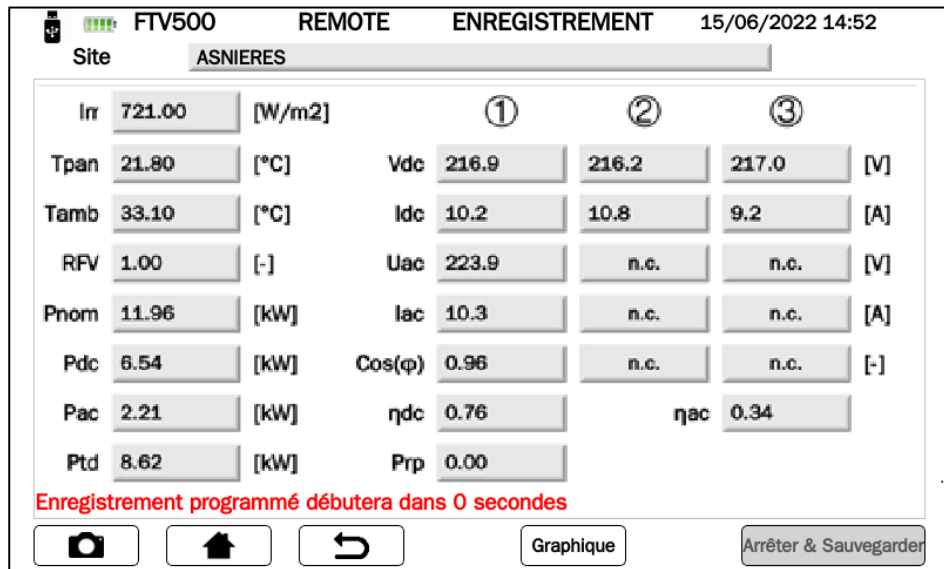 FTV500 REMOTE ENREGISTREMENT 15/06/2022 14:52
Site ASNIERES
Irr 721.00 [W/m2] ① ② ③
Tpan 21.80 [°C] Vdc 216.9 216.2 217.0 [V]
Tamb 33.10 [°C] Idc 10.2 10.8 9.2 [A]
RFV 1.00 [-] Uac 223.9 n.c. n.c. [V]
Pnom 11.96 [kW] Iac 10.3 n.c. n.c. [A]
Pdc 6.54 [kW] Cos(φ) 0.96 n.c. n.c. [-]
Pac 2.21 [kW] ηdc 0.76 ηac 0.34
Ptd 8.62 [kW] Prp 0.00
Enregistrement programmé débutera dans 0 secondes
Graphique Arrêter & Sauvegarder